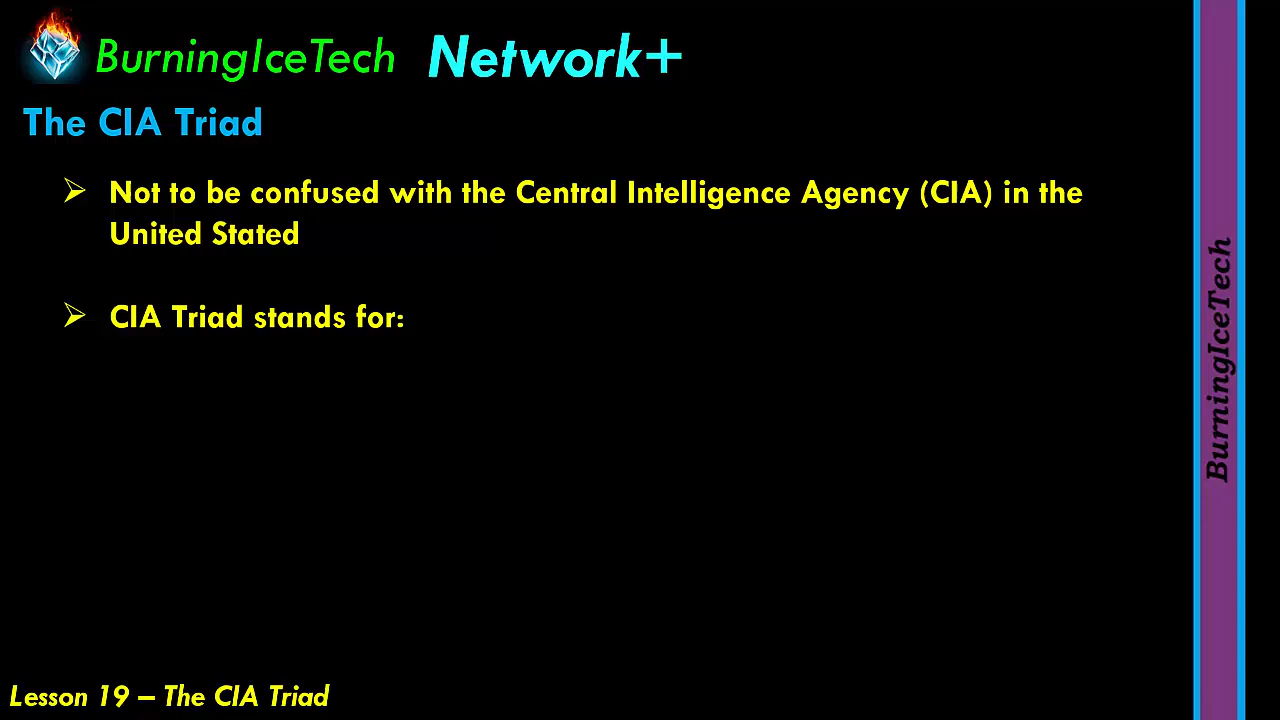 BurningIceTech Network+
The CIA Triad
➢ Not to be confused with the Central Intelligence Agency (CIA) in the
United Stated
➢ CIA Triad stands for:
BurningIceTech
Lesson 19 – The CIA Triad